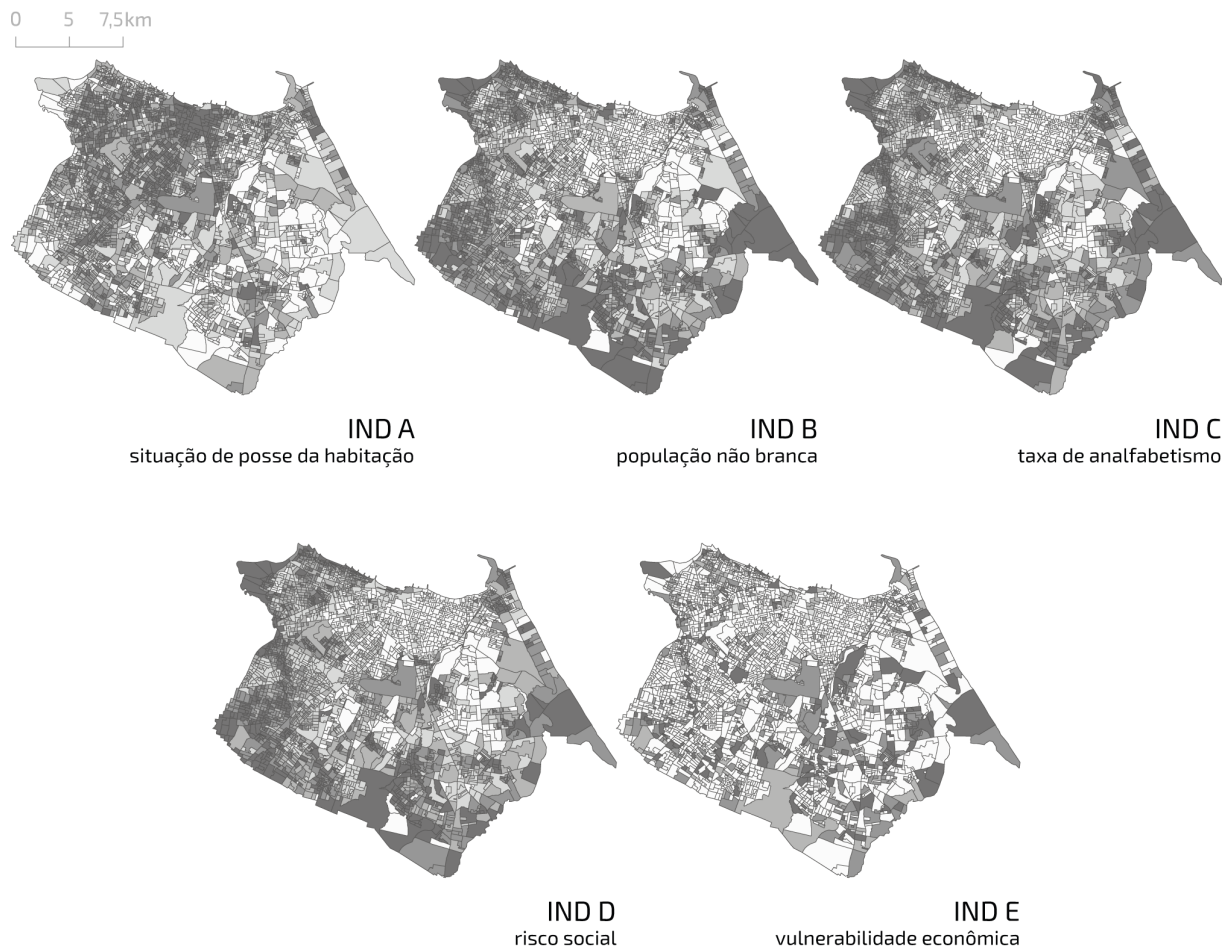 0 5 7,5km
IND A
situação de posse da habitação
IND B
população não branca
IND C
taxa de analfabetismo
IND D
risco social
IND E
vulnerabilidade econômica